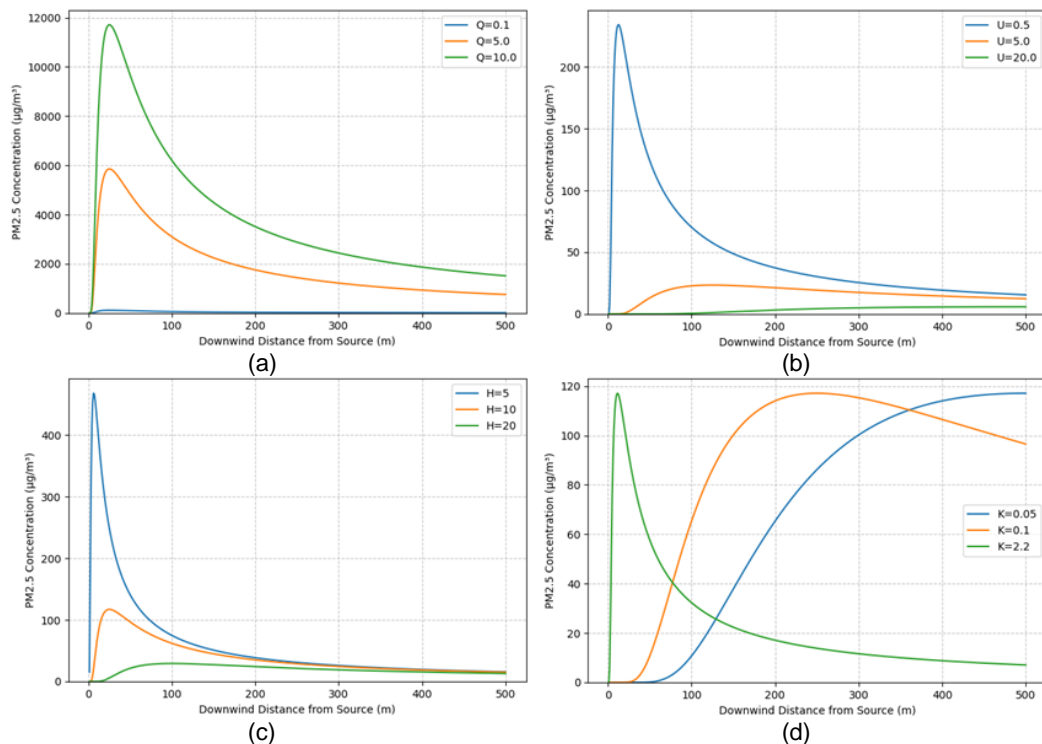 12000
10000
8000
6000
4000
2000
0
PM2.5 Concentration (µg/m³)
Q=0.1
Q=5.0
Q=10.0
0 100 200 300 400 500
Downwind Distance from Source (m)
(a)
200
150
100
50
0
PM2.5 Concentration (µg/m³)
U=0.5
U=5.0
U=20.0
0 100 200 300 400 500
Downwind Distance from Source (m)
(b)
400
300
200
100
0
PM2.5 Concentration (µg/m³)
H=5
H=10
H=20
0 100 200 300 400 500
Downwind Distance from Source (m)
(c)
120
100
80
60
40
20
0
PM2.5 Concentration (µg/m³)
K=0.05
K=0.1
K=2.2
0 100 200 300 400 500
Downwind Distance from Source (m)
(d)